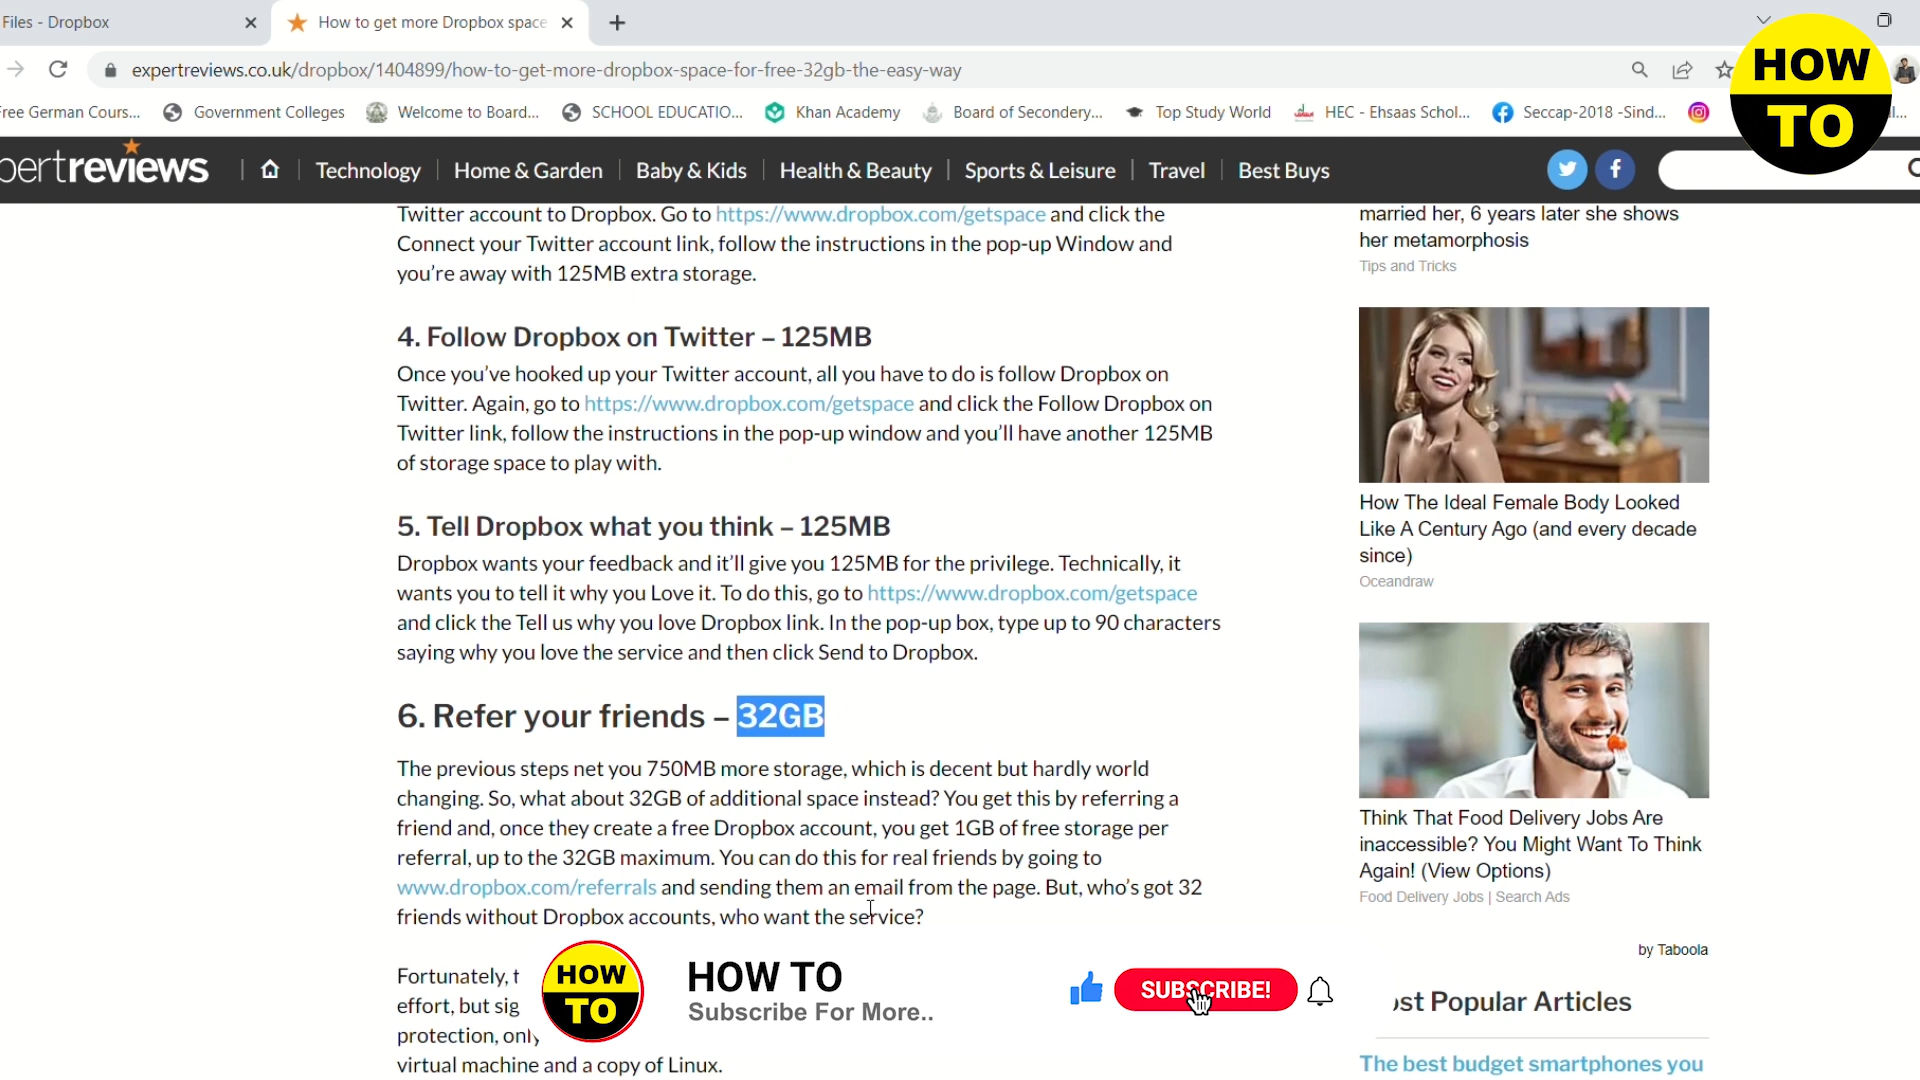 Files - Dropbox
How to get more Dropbox space
expertreviews.co.uk/dropbox/1404899/how-to-get-more-dropbox-space-for-free-32gb-the-easy-way
ree German Cours...
Government Colleges
Welcome to Board...
SCHOOL EDUCATIO...
Khan Academy
Board of Secondery...
Top Study World
HEC - Ehsaas Schol...
Seccap-2018 -Sind...
HOW
TO
pertreviews
Technology
Home & Garden
Baby & Kids
Health & Beauty
Sports & Leisure
Travel
Best Buys
Twitter account to Dropbox. Go to https://www.dropbox.com/getspace and click the
Connect your Twitter account link, follow the instructions in the pop-up Window and
you're away with 125MB extra storage.
4. Follow Dropbox on Twitter – 125MB
Once you've hooked up your Twitter account, all you have to do is follow Dropbox on
Twitter. Again, go to https://www.dropbox.com/getspace and click the Follow Dropbox on
Twitter link, follow the instructions in the pop-up window and you'll have another 125MB
of storage space to play with.
5. Tell Dropbox what you think – 125MB
Dropbox wants your feedback and it'll give you 125MB for the privilege. Technically, it
wants you to tell it why you Love it. To do this, go to https://www.dropbox.com/getspace
and click the Tell us why you love Dropbox link. In the pop-up box, type up to 90 characters
saying why you love the service and then click Send to Dropbox.
6. Refer your friends – 32GB
The previous steps net you 750MB more storage, which is decent but hardly world
changing. So, what about 32GB of additional space instead? You get this by referring a
friend and, once they create a free Dropbox account, you get 1GB of free storage per
referral, up to the 32GB maximum. You can do this for real friends by going to
www.dropbox.com/referrals and sending them an email from the page. But, who's got 32
friends without Dropbox accounts, who want the service?
Fortunately, t
effort, but sig
protection, only
virtual machine and a copy of Linux.
HOW
TO
HOW TO
Subscribe For More..
SUBSCRIBE!
married her, 6 years later she shows
her metamorphosis
Tips and Tricks
How The Ideal Female Body Looked
Like A Century Ago (and every decade
since)
Oceandraw
Think That Food Delivery Jobs Are
inaccessible? You Might Want To Think
Again! (View Options)
Food Delivery Jobs | Search Ads
by Taboola
ost Popular Articles
The best budget smartphones you